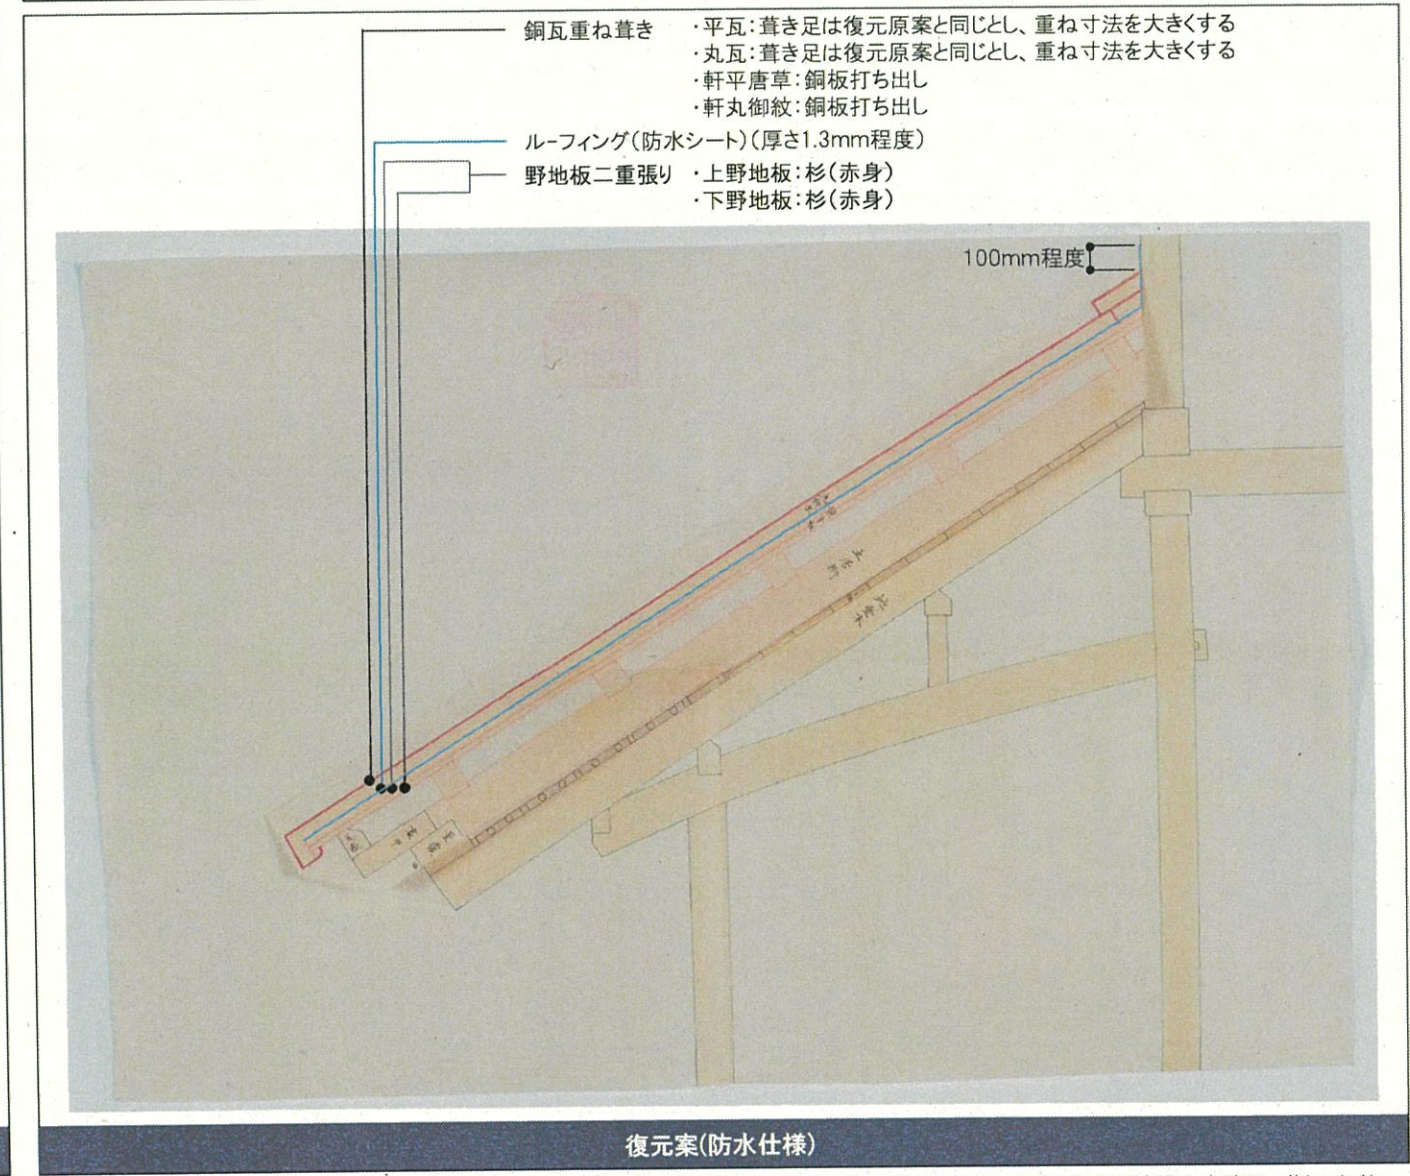 銅瓦重ね葺き ・平瓦：葺き足は復元原案と同じとし、重ね寸法を大きくする
・丸瓦：葺き足は復元原案と同じとし、重ね寸法を大きくする
・軒平唐草：銅板打ち出し
・軒丸御紋：銅板打ち出し
ルーフィング（防水シート）（厚さ1.3mm程度）
野地板二重張り ・上野地板：杉（赤身）
・下野地板：杉（赤身）
100mm程度
復元案(防水仕様)